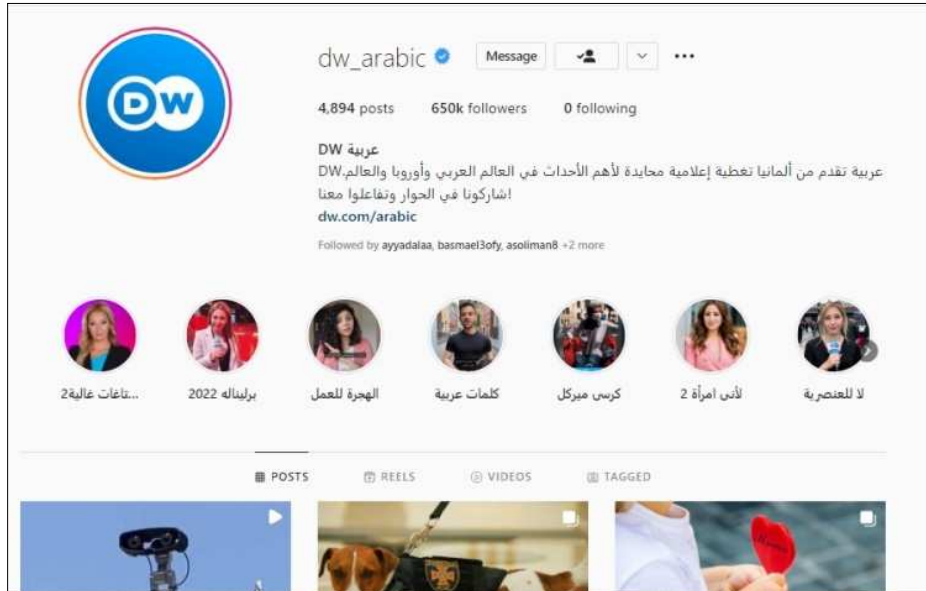 DW
dw_arabic Message
4,894 posts 650k followers 0 following
DW عربية
عربية تقدم من ألمانيا تغطية إعلامية محايدة لأهم الأحداث في العالم العربي وأوروبا والعالم.DW
!شاركونا في الحوار وتفاعلوا معنا
dw.com/arabic
Followed by ayyadalaa, basmael3ofy, asoliman8 +2 more
2تاغات غالية... برليناله 2022 الهجرة للعمل كلمات عربية كرسي ميركل لأنی امرأة 2 لا للعنصرية
POSTS REELS VIDEOS TAGGED